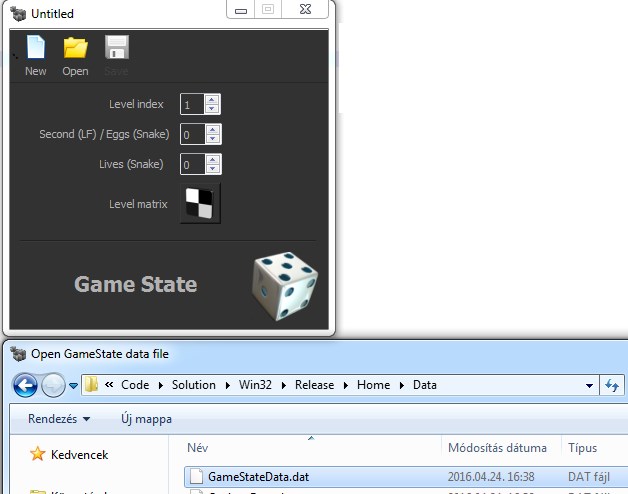 Untitled
New Open Save
Level index 1
Second (LF) / Eggs (Snake) 0
Lives (Snake) 0
Level matrix
Game State
Open GameState data file
« Code Solution Win32 Release Home Data
Rendezés Új mappa
Kedvencek
Név Módosítás dátuma Típus
GameStateData.dat 2016.04.24. 16:38 DAT fájl